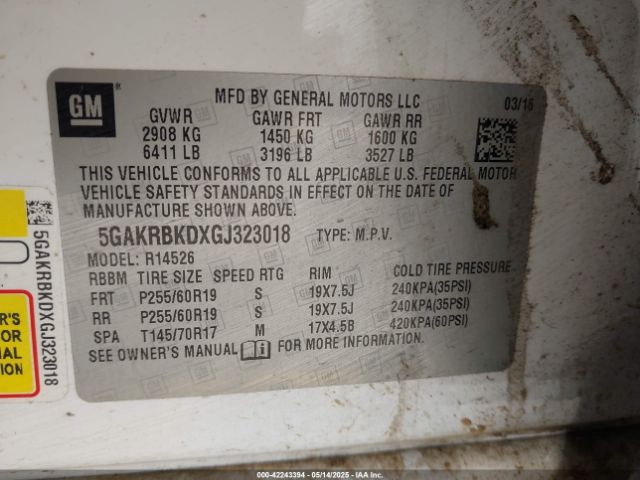 GM
MFD BY GENERAL MOTORS LLC 03/16
GVWR GAWR FRT GAWR RR
2908 KG 1450 KG 1600 KG
6411 LB 3196 LB 3527 LB
THIS VEHICLE CONFORMS TO ALL APPLICABLE U.S. FEDERAL MOTOR
VEHICLE SAFETY STANDARDS IN EFFECT ON THE DATE OF
MANUFACTURE SHOWN ABOVE.
5GAKRBKDXGJ323018 TYPE: M.P.V.
MODEL: R14526
RBBM TIRE SIZE SPEED RTG RIM COLD TIRE PRESSURE
FRT P255/60R19 S 19X7.5J 240KPA(35PSI)
RR P255/60R19 S 19X7.5J 240KPA(35PSI)
SPA T145/70R17 M 17X4.5B 420KPA(60PSI)
SEE OWNER'S MANUAL FOR MORE INFORMATION.
5GAKRBKDXGJ323018
ER'S
FOR
NAL
ATION
000-42243394 05/14/2025 IAA, Inc.